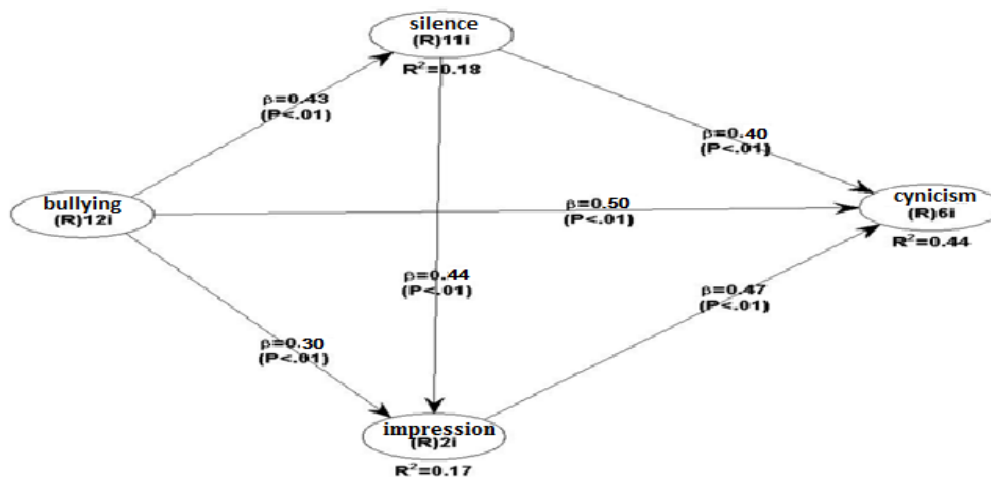 silence
(R)11i
R²=0.18
β=0.43
(P<.01)
β=0.40
(P<.01)
bullying
(R)12i
β=0.50
(P<.01)
cynicism
(R)6i
R²=0.44
β=0.44
(P<.01)
β=0.47
(P<.01)
β=0.30
(P<.01)
impression
(R)2i
R²=0.17